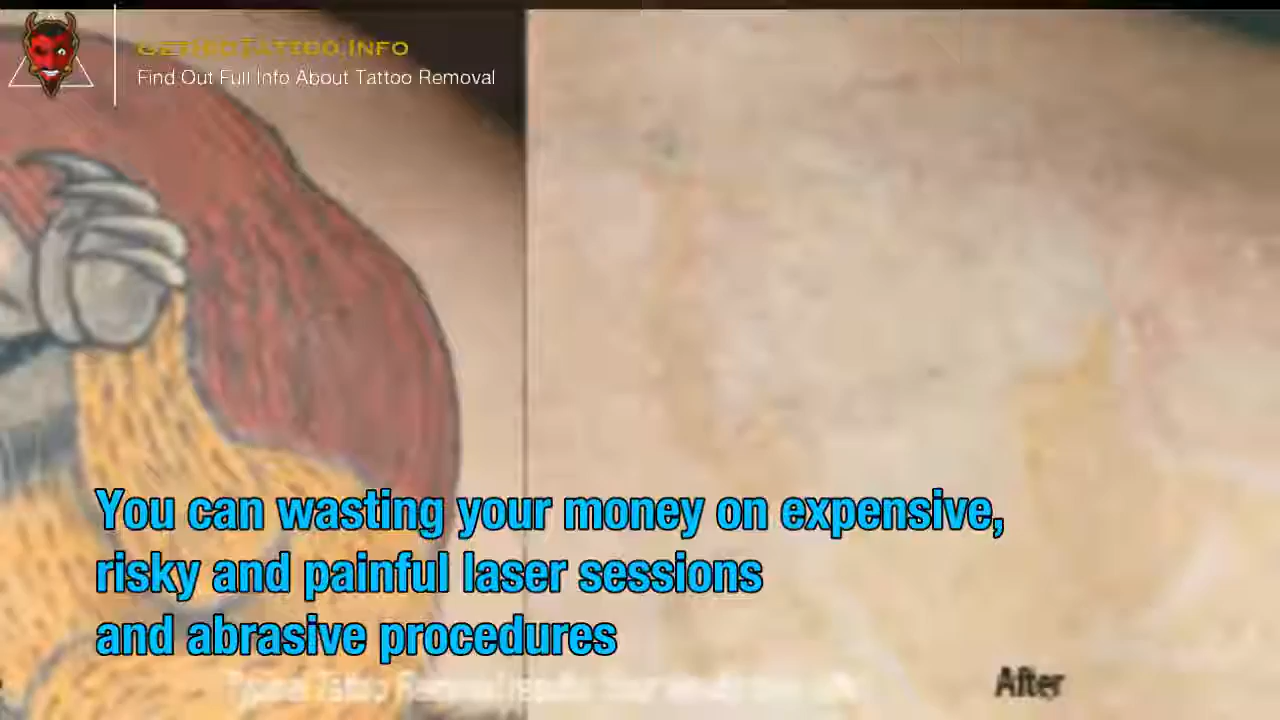 Find Out Full Info About Tattoo Removal
You can wasting your money on expensive,
risky and painful laser sessions
and abrasive procedures
After